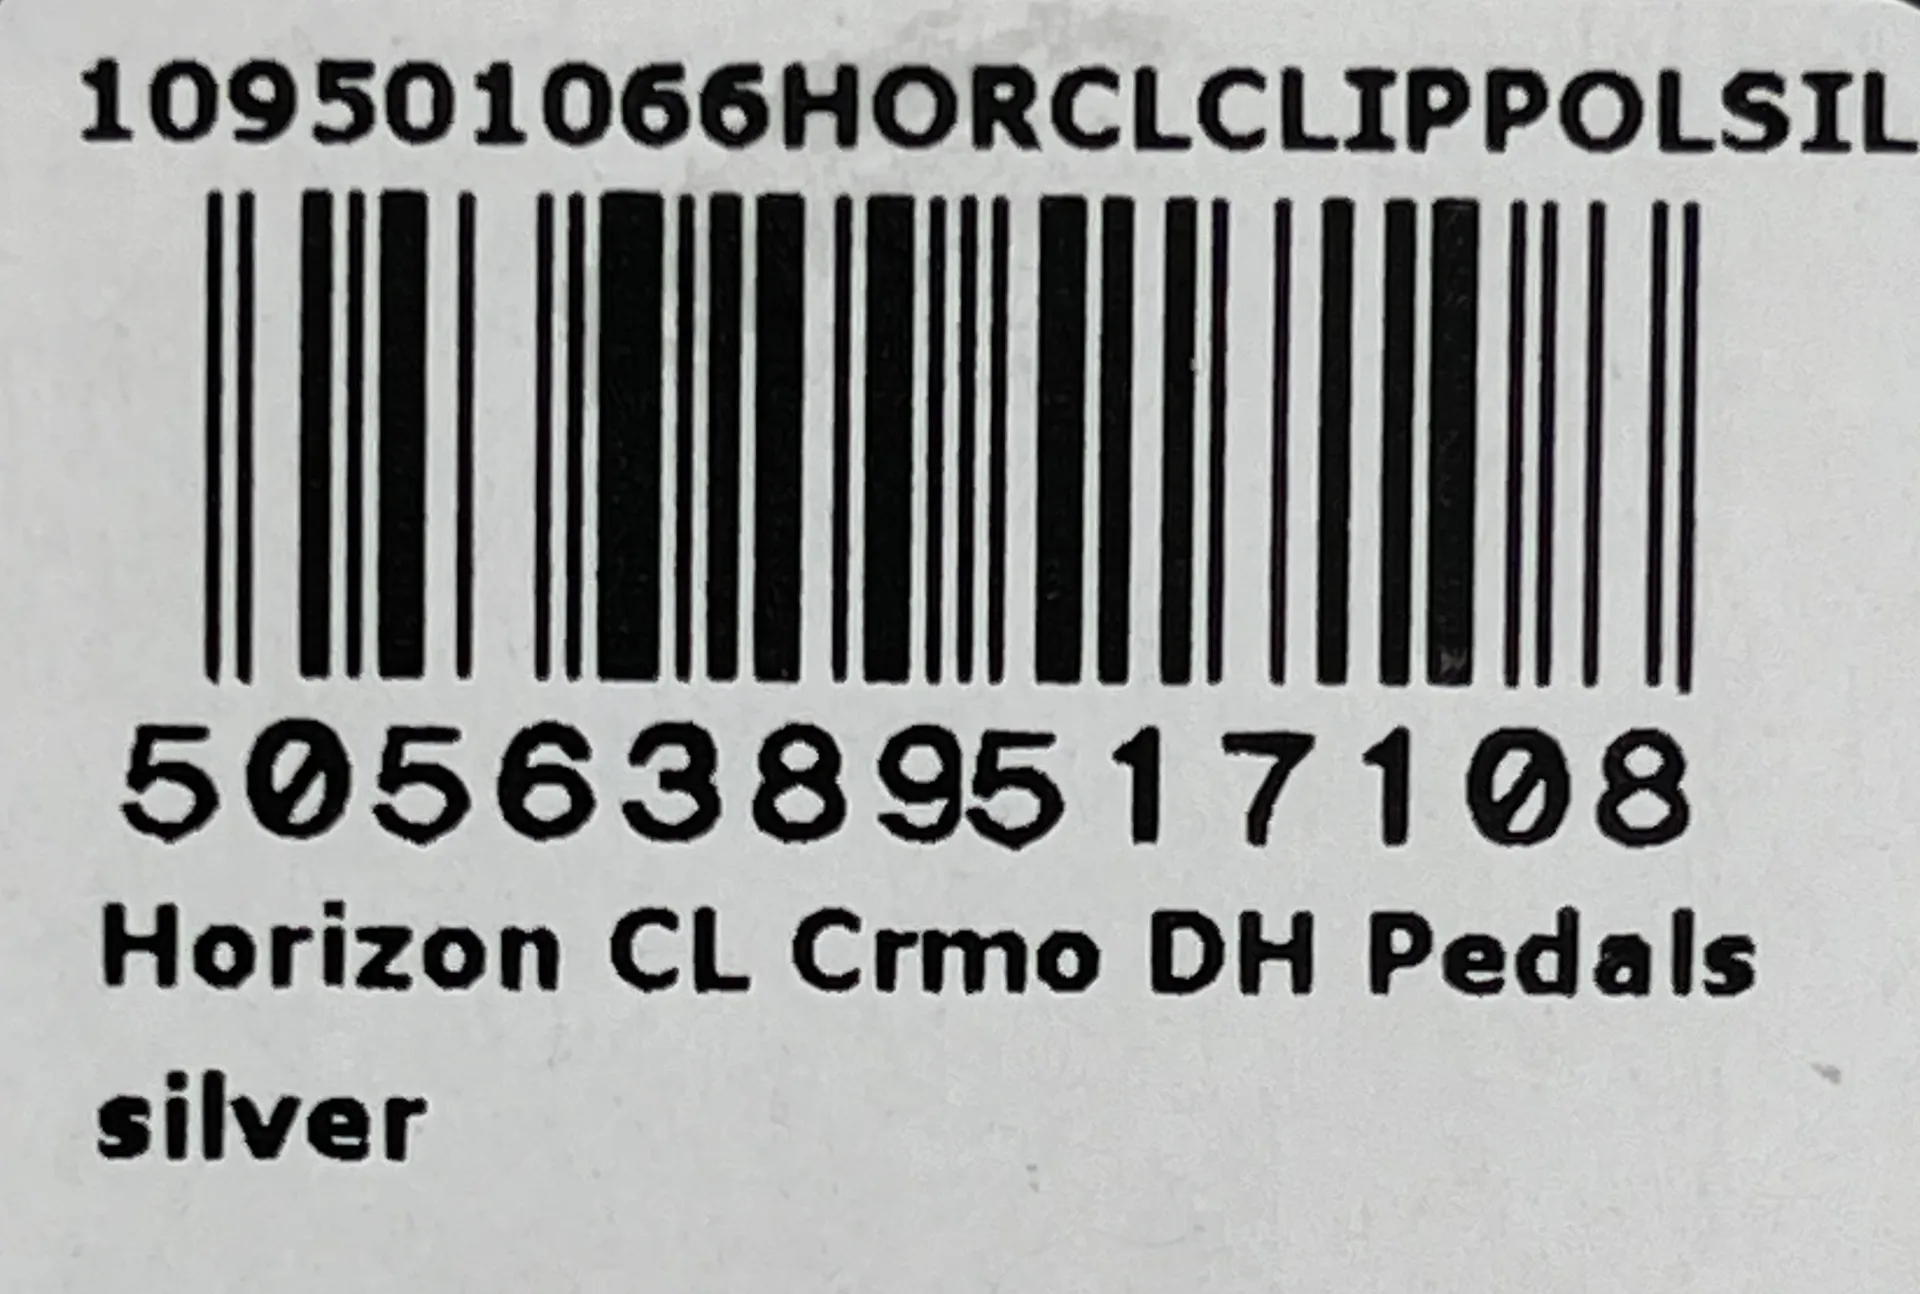 109501066HORCLCLIPPOLSIL
5056389517108
Horizon CL Crmo DH Pedals
silver